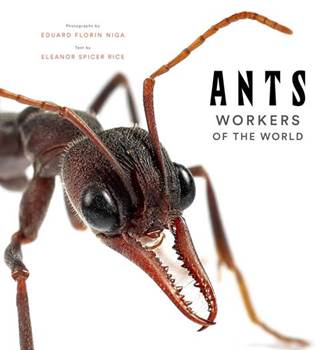 Photographs by
EDUARD FLORIN NIGA
Text by
ELEANOR SPICER RICE
ANTS
WORKERS
OF THE WORLD